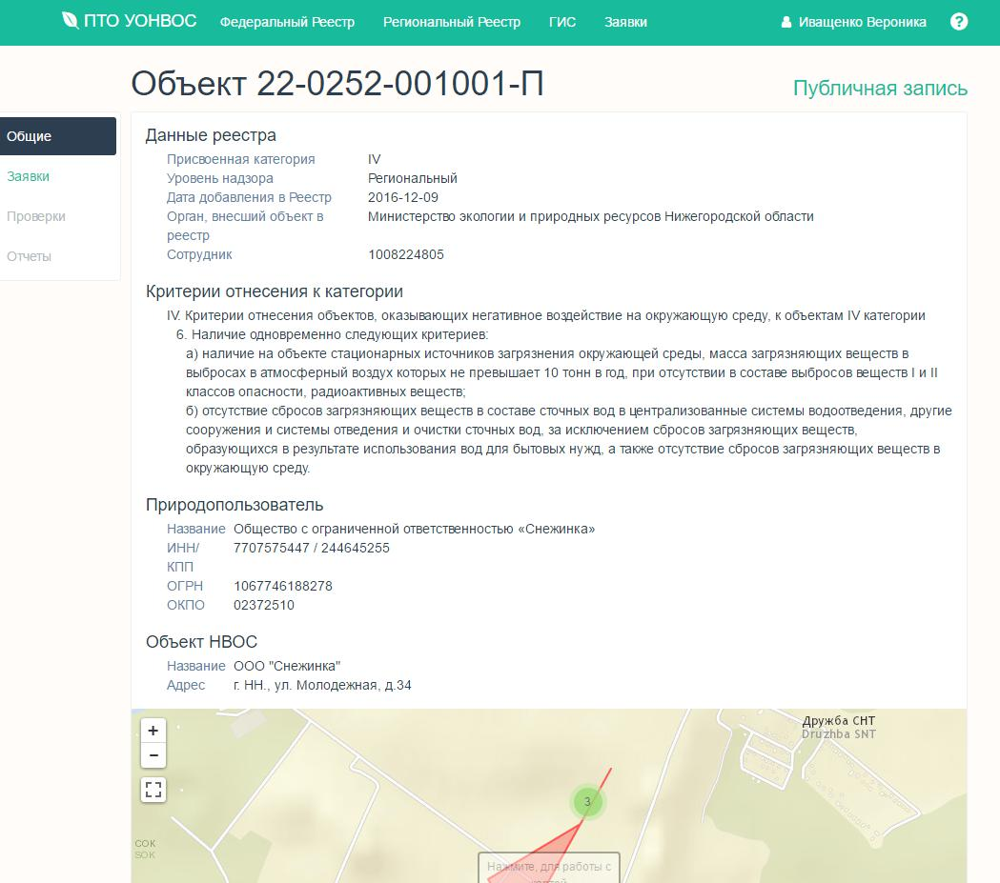 ПТО УОНВОС Федеральный Реестр Региональный Реестр ГИС Заявки Иващенко Вероника ?
Объект 22-0252-001001-П
Публичная запись
Общие
Заявки
Проверки
Отчеты
Данные реестра
Присвоенная категория IV
Уровень надзора Региональный
Дата добавления в Реестр 2016-12-09
Орган, внесший объект в Министерство экологии и природных ресурсов Нижегородской области
реестр
Сотрудник 1008224805
Критерии отнесения к категории
IV. Критерии отнесения объектов, оказывающих негативное воздействие на окружающую среду, к объектам IV категории
6. Наличие одновременно следующих критериев:
а) наличие на объекте стационарных источников загрязнения окружающей среды, масса загрязняющих веществ в
выбросах в атмосферный воздух которых не превышает 10 тонн в год, при отсутствии в составе выбросов веществ I и II
классов опасности, радиоактивных веществ;
б) отсутствие сбросов загрязняющих веществ в составе сточных вод в централизованные системы водоотведения, другие
сооружения и системы отведения и очистки сточных вод, за исключением сбросов загрязняющих веществ,
образующихся в результате использования вод для бытовых нужд, а также отсутствие сбросов загрязняющих веществ в
окружающую среду.
Природопользователь
Название Общество с ограниченной ответственностью «Снежинка»
ИНН/ 7707575447 / 244645255
КПП
ОГРН 1067746188278
ОКПО 02372510
Объект НВОС
Название ООО "Снежинка"
Адрес г. НН., ул. Молодежная, д.34
+
−
Дружба СНТ
Druzhba SNT
3
СОК
SOK
Нажмите, для работы с
картой